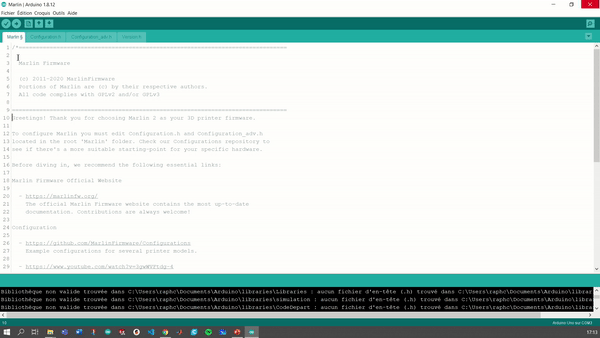 Marlin | Arduino 1.8.12
Fichier Édition Croquis Outils Aide
Marlin § Configuration.h Configuration_adv.h Version.h
1 /*==============================================================================
2
3 Marlin Firmware
4
5 (c) 2011-2020 MarlinFirmware
6 Portions of Marlin are (c) by their respective authors.
7 All code complies with GPLv2 and/or GPLv3
8
9 ================================================================================
10 Greetings! Thank you for choosing Marlin 2 as your 3D printer firmware.
11
12 To configure Marlin you must edit Configuration.h and Configuration_adv.h
13 located in the root 'Marlin' folder. Check our Configurations repository to
14 see if there's a more suitable starting-point for your specific hardware.
15
16 Before diving in, we recommend the following essential links:
17
18 Marlin Firmware Official Website
19
20 - https://marlinfw.org/
21 The official Marlin Firmware website contains the most up-to-date
22 documentation. Contributions are always welcome!
23
24 Configuration
25
26 - https://github.com/MarlinFirmware/Configurations
27 Example configurations for several printer models.
28
29 - https://www.youtube.com/watch?v=
Bibliothèque non valide trouvée dans C:\Users\raphc\Documents\Arduino\libraries\Libraries : aucun fichier d'en-tête (.h) trouvé dans C:\Users\raphc\Documents\Arduino\librar
Bibliothèque non valide trouvée dans C:\Users\raphc\Documents\Arduino\libraries\simulation : aucun fichier d'en-tête (.h) trouvé dans C:\Users\raphc\Documents\Arduino\libra
Bibliothèque non valide trouvée dans C:\Users\raphc\Documents\Arduino\libraries\CodeDepart : aucun fichier d'en-tête (.h) trouvé dans C:\Users\raphc\Documents\Arduino\libra
10 Arduino Uno sur COM3
17:13